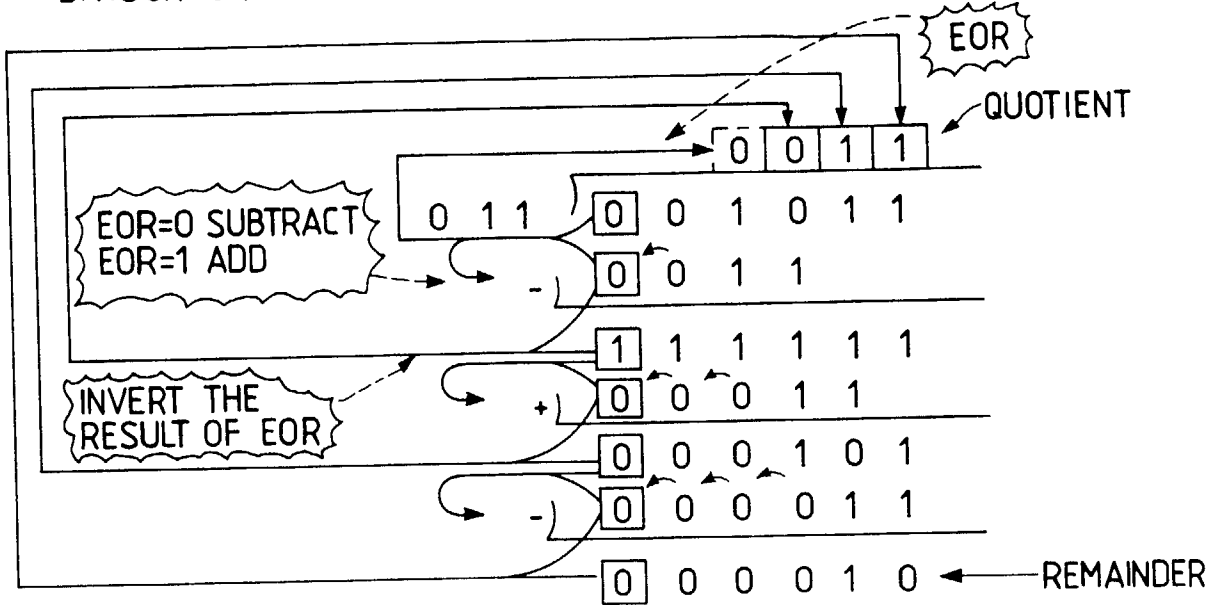 EOR
QUOTIENT
0 0 1 1
EOR=0 SUBTRACT
EOR=1 ADD
0 1 1 0 0 1 0 1 1
- 0 0 1 1
1 1 1 1 1 1
INVERT THE
RESULT OF EOR
+ 0 0 0 1 1
0 0 0 1 0 1
- 0 0 0 0 1 1
0 0 0 0 1 0
REMAINDER